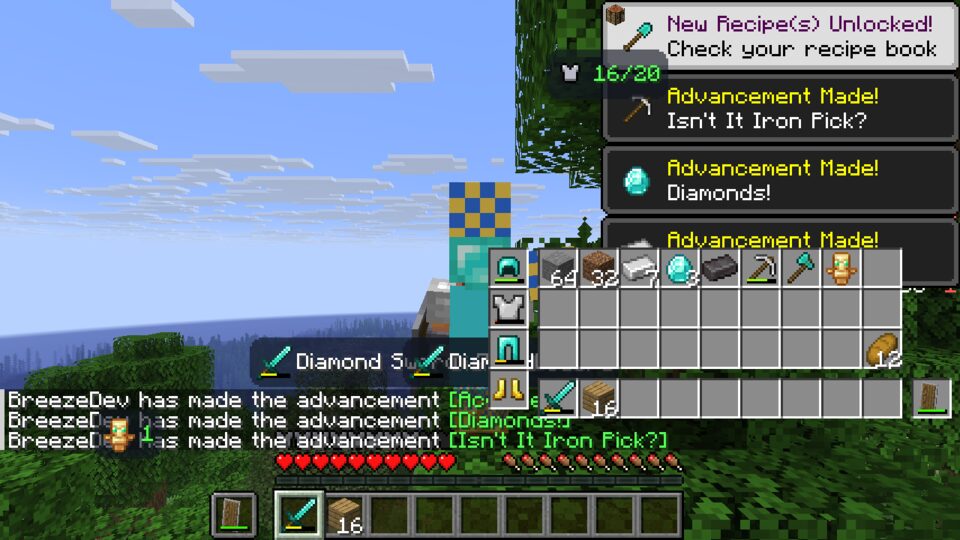 New Recipe(s) Unlocked!
Check your recipe book
16/20
Advancement Made!
Isn't It Iron Pick?
Advancement Made!
Diamonds!
Advancement Made!
64 32 7 3
12
Diamond
16
BreezeDev has made the advancement
BreezeDev has made the advancement [Diamonds!]
1
BreezeDev has made the advancement [Isn't It Iron Pick?]
16